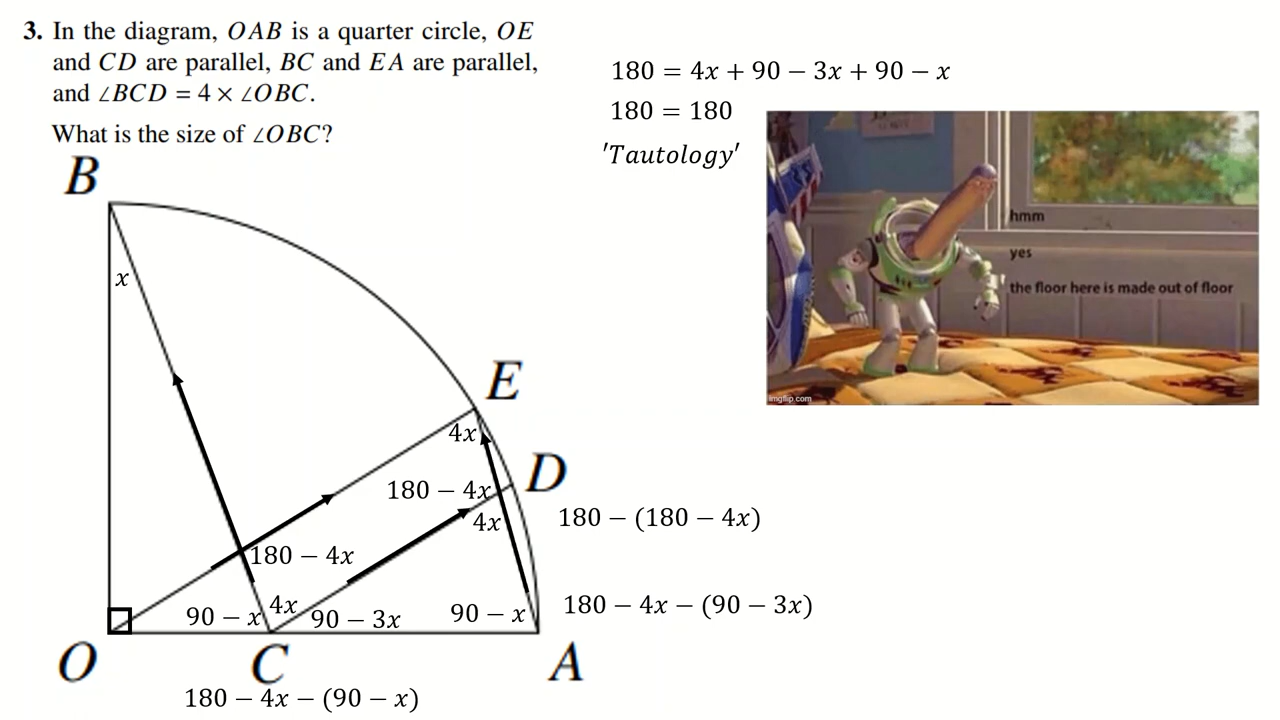 3. In the diagram, OAB is a quarter circle, OE
and CD are parallel, BC and EA are parallel,
and ∠BCD = 4 × ∠OBC.
What is the size of ∠OBC?
180 = 4x + 90 − 3x + 90 − x
180 = 180
'Tautology'
hmm
yes
the floor here is made out of floor
imgflip.com
B
x
E
4x
D
180 − 4x
4x
180 − (180 − 4x)
180 − 4x
4x
90 − x
90 − 3x
90 − x
180 − 4x − (90 − 3x)
O
C
A
180 − 4x − (90 − x)